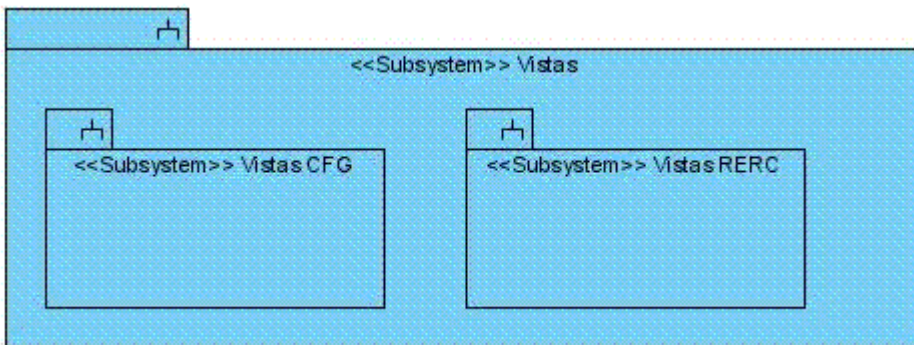 <<Subsystem>> Vistas
<<Subsystem>> Vistas CFG
<<Subsystem>> Vistas RERC